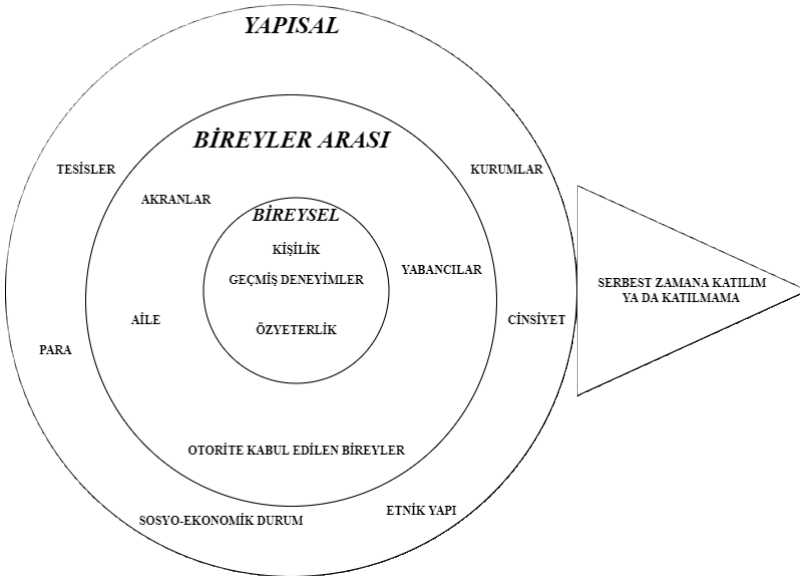 YAPISAL
BİREYLER ARASI
TESİSLER
KURUMLAR
AKRANLAR
BİREYSEL
KİŞİLİK
YABANCILAR
GEÇMİŞ DENEYİMLER
SERBEST ZAMANA KATILIM
YA DA KATILMAMA
AİLE
CİNSİYET
ÖZYETERLİK
PARA
OTORİTE KABUL EDİLEN BİREYLER
ETNİK YAPI
SOSYO-EKONOMİK DURUM